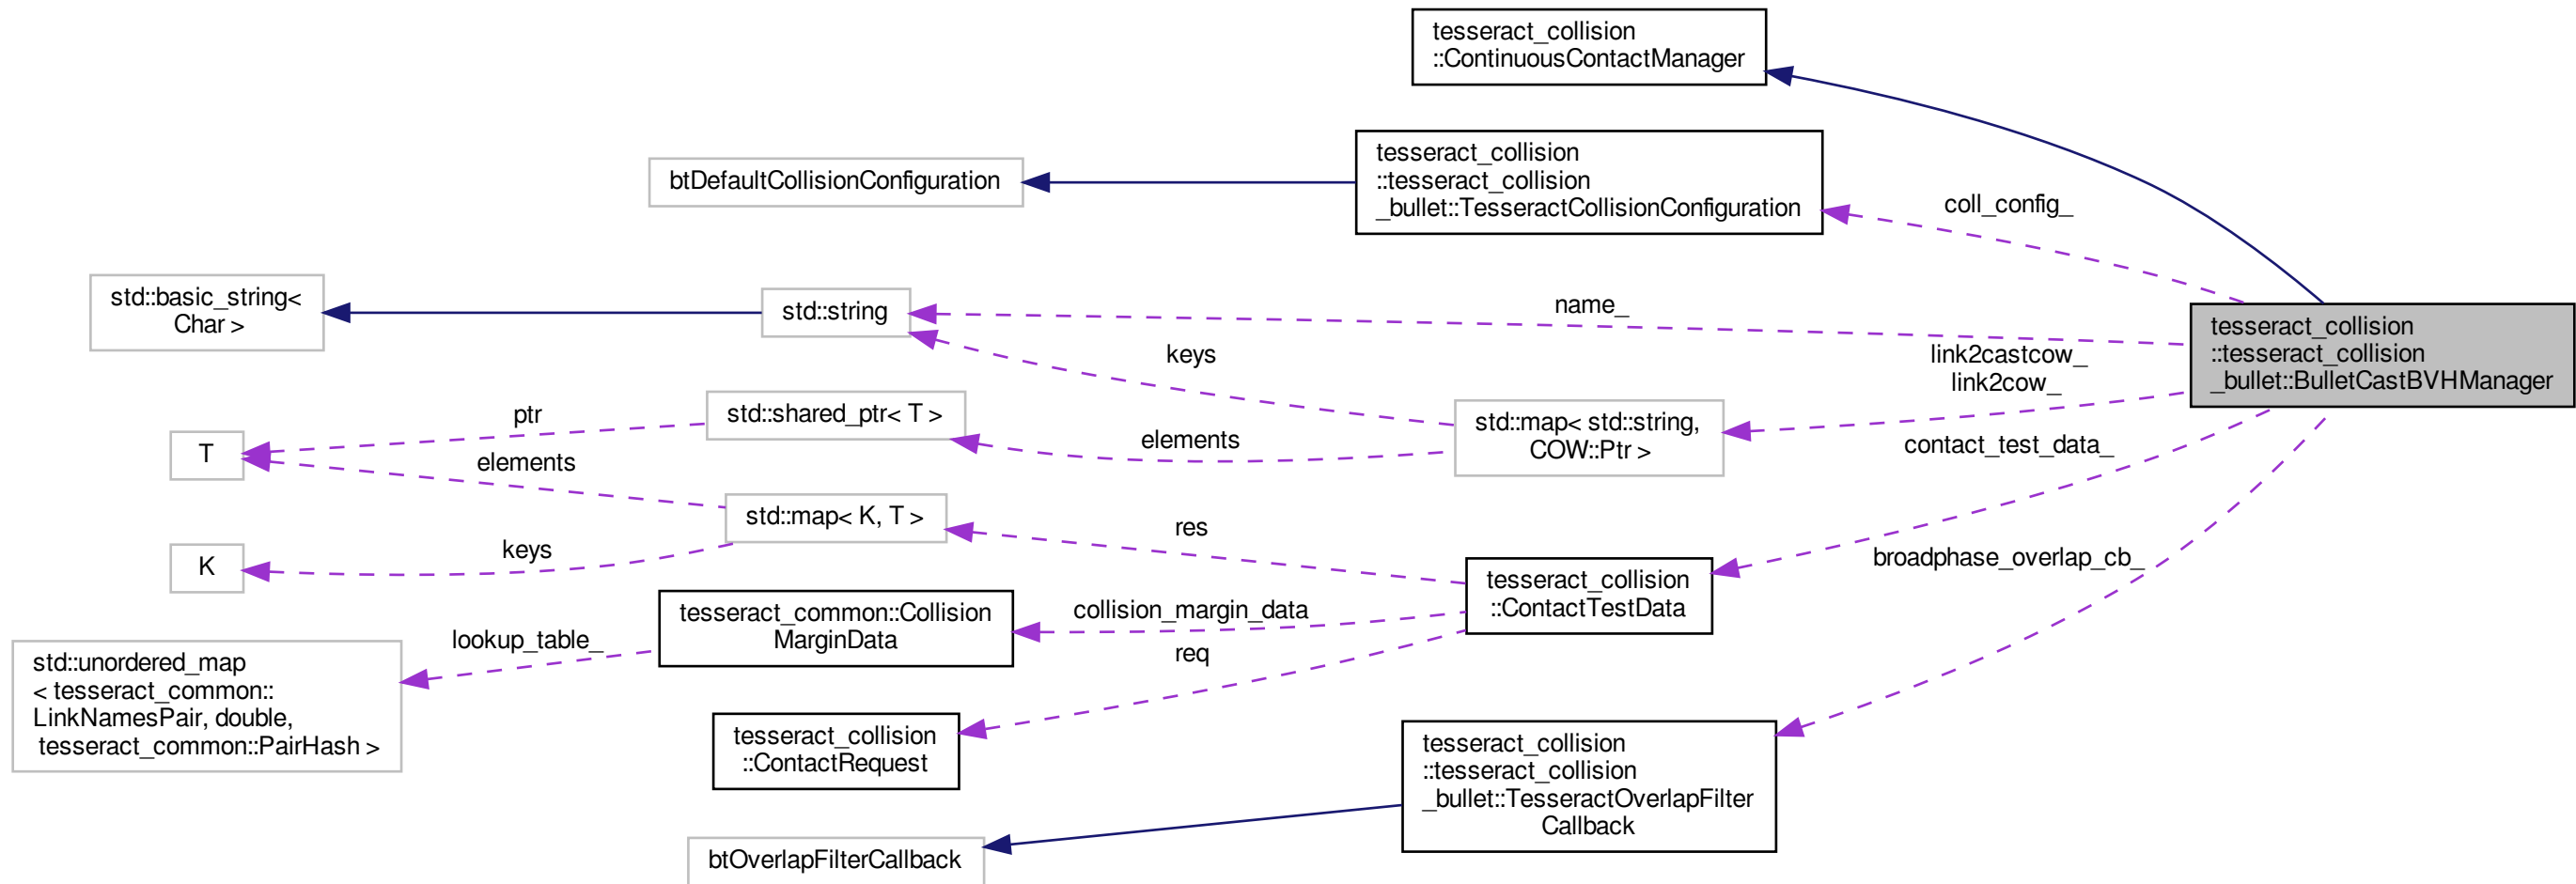 tesseract_collision
::ContinuousContactManager
btDefaultCollisionConfiguration
tesseract_collision
::tesseract_collision
_bullet::TesseractCollisionConfiguration
coll_config_
std::basic_string<
Char >
std::string
name_
keys
link2castcow_
link2cow_
tesseract_collision
::tesseract_collision
_bullet::BulletCastBVHManager
T
ptr
std::shared_ptr< T >
elements
std::map< std::string,
COW::Ptr >
elements
contact_test_data_
std::map< K, T >
res
K
keys
tesseract_collision
::ContactTestData
broadphase_overlap_cb_
std::unordered_map
< tesseract_common::
LinkNamesPair, double,
tesseract_common::PairHash >
lookup_table_
tesseract_common::Collision
MarginData
collision_margin_data
req
tesseract_collision
::ContactRequest
tesseract_collision
::tesseract_collision
_bullet::TesseractOverlapFilter
Callback
btOverlapFilterCallback